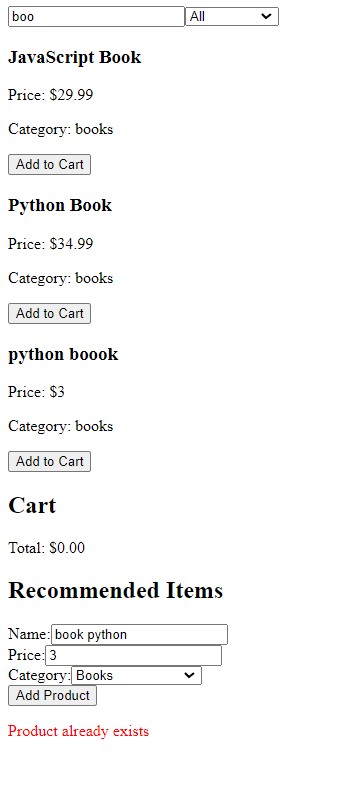 boo All
JavaScript Book
Price: $29.99
Category: books
Add to Cart
Python Book
Price: $34.99
Category: books
Add to Cart
python boook
Price: $3
Category: books
Add to Cart
Cart
Total: $0.00
Recommended Items
Name: book python
Price: 3
Category: Books
Add Product
Product already exists